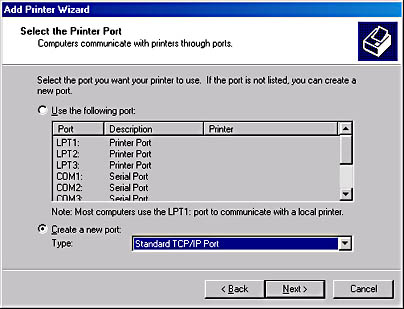 Add Printer Wizard
Select the Printer Port
Computers communicate with printers through ports.
Select the port you want your printer to use. If the port is not listed, you can create a
new port.
Use the following port:
Port Description Printer
LPT1: Printer Port
LPT2: Printer Port
LPT3: Printer Port
COM1: Serial Port
COM2: Serial Port
COM3: Serial Port
Note: Most computers use the LPT1: port to communicate with a local printer.
Create a new port:
Type: Standard TCP/IP Port
< Back Next > Cancel